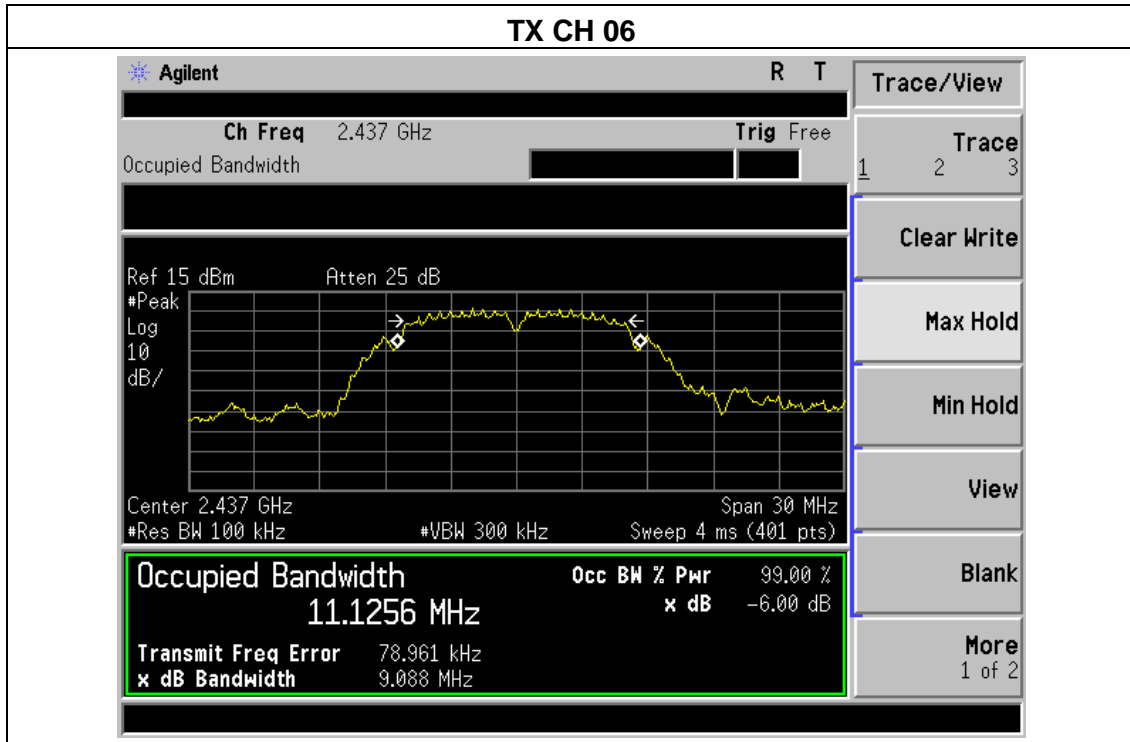 TX CH 06
Agilent R T
Ch Freq 2.437 GHz Trig Free
Occupied Bandwidth
Ref 15 dBm Atten 25 dB
#Peak
Log
10
dB/
Center 2.437 GHz Span 30 MHz
#Res BW 100 kHz #VBW 300 kHz Sweep 4 ms (401 pts)
Occupied Bandwidth Occ BW % Pwr 99.00 %
11.1256 MHz x dB -6.00 dB
Transmit Freq Error 78.961 kHz
x dB Bandwidth 9.088 MHz
Trace/View
Trace
1 2 3
Clear Write
Max Hold
Min Hold
View
Blank
More
1 of 2